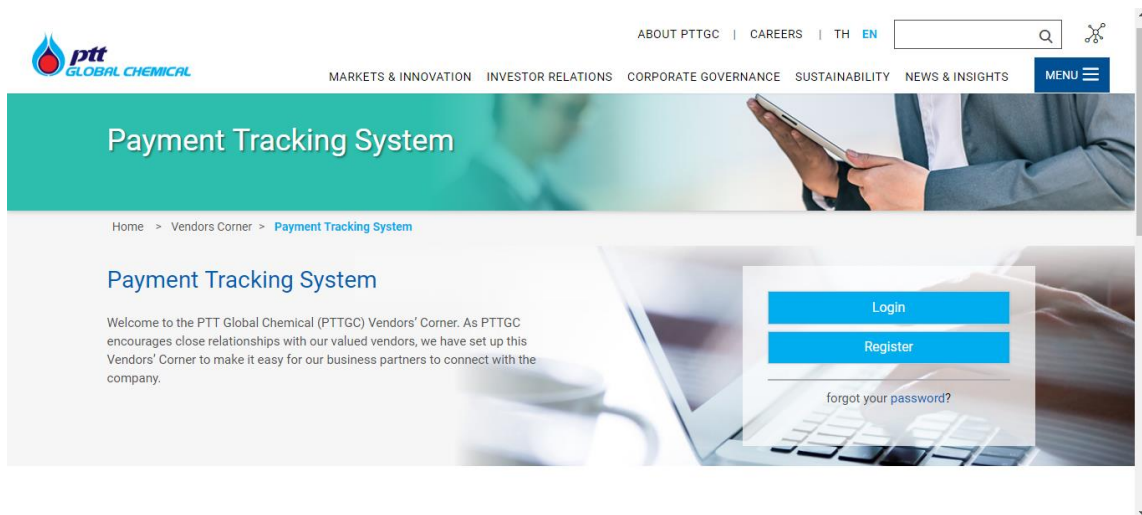 ABOUT PTTGC | CAREERS | TH EN
ptt
GLOBAL CHEMICAL
MARKETS & INNOVATION INVESTOR RELATIONS CORPORATE GOVERNANCE SUSTAINABILITY NEWS & INSIGHTS MENU
Payment Tracking System
Home > Vendors Corner > Payment Tracking System
Payment Tracking System
Welcome to the PTT Global Chemical (PTTGC) Vendors' Corner. As PTTGC
encourages close relationships with our valued vendors, we have set up this
Vendors' Corner to make it easy for our business partners to connect with the
company.
Login
Register
forgot your password?